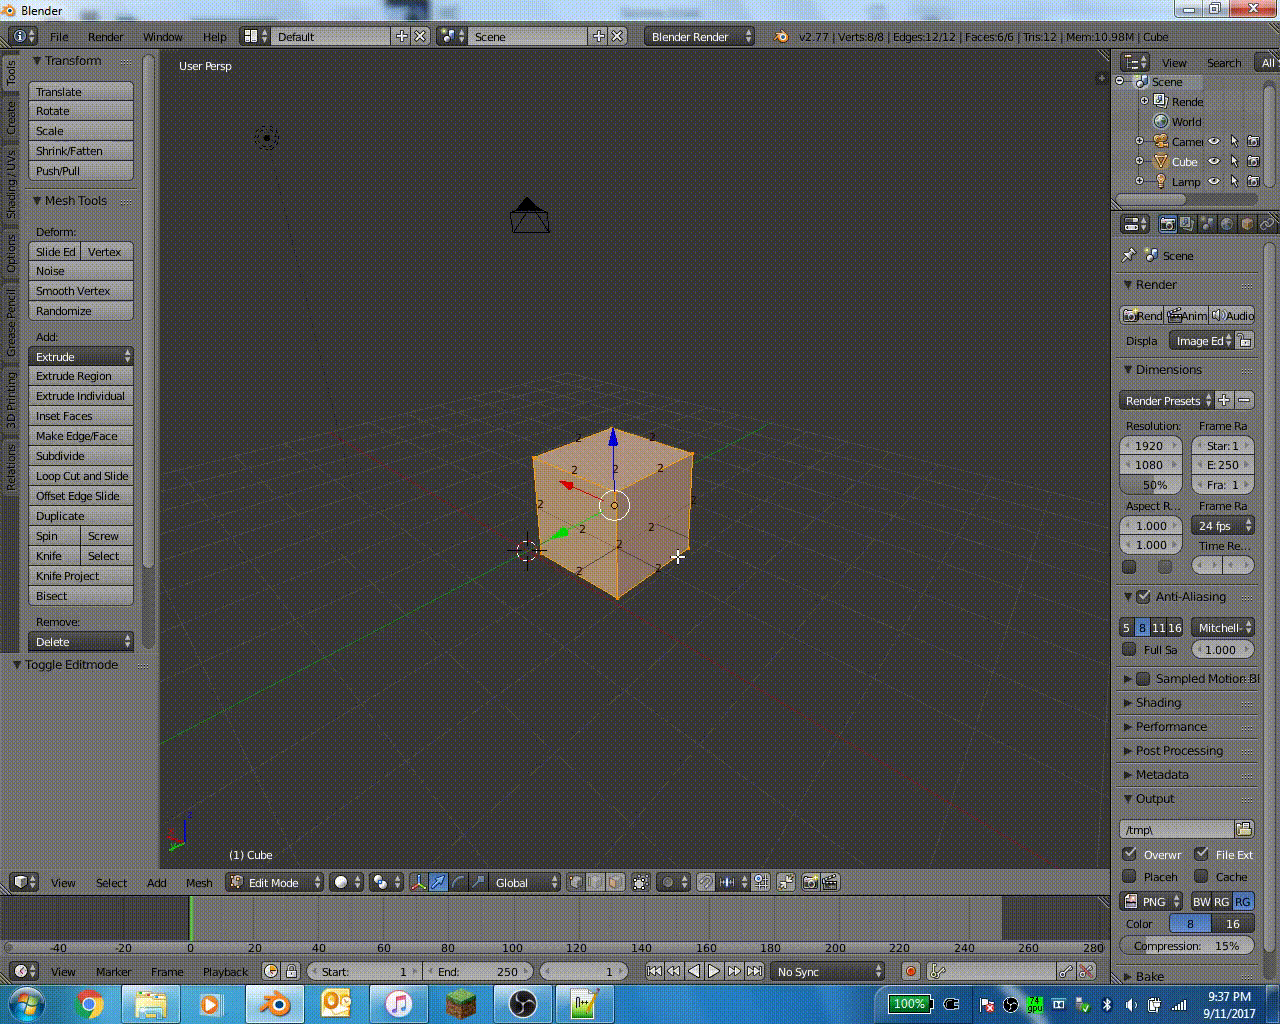 Blender
File Render Window Help Default Scene Blender Render v2.77 | Verts:8/8 | Edges:12/12 | Faces:6/6 | Tris:12 | Mem:10.98M | Cube
Tools
Create
Shading / UVs
Options
Grease Pencil
3D Printing
Relations
Transform
Translate
Rotate
Scale
Shrink/Fatten
Push/Pull
Mesh Tools
Deform:
Slide Ed Vertex
Noise
Smooth Vertex
Randomize
Add:
Extrude
Extrude Region
Extrude Individual
Inset Faces
Make Edge/Face
Subdivide
Loop Cut and Slide
Offset Edge Slide
Duplicate
Spin Screw
Knife Select
Knife Project
Bisect
Remove:
Delete
Toggle Editmode
User Persp
2 2
2 2 2
2 2
2 2
2
2 2
(1) Cube
View Select Add Mesh Edit Mode Global
-40 -20 0 20 40 60 80 100 120 140 160 180 200 220 240 260 280
View Marker Frame Playback Start: 1 End: 250 1 No Sync
View Search All
Scene
Rende
World
Came
Cube
Lamp
Scene
Render
Rend Anim Audio
Displa Image Ed
Dimensions
Render Presets
Resolution: Frame Ra
1920 Star: 1
1080 E: 250
50% Fra: 1
Aspect R... Frame Ra
1.000 24 fps
1.000 Time Re...
Anti-Aliasing
5 8 11 16 Mitchell-
Full Sa 1.000
Sampled Motion Bl
Shading
Performance
Post Processing
Metadata
Output
/tmp\
Overwr File Ext
Placeh Cache
PNG BW RG RG
Color 8 16
Compression: 15%
Bake
100%
74
gpu
9:37 PM
9/11/2017